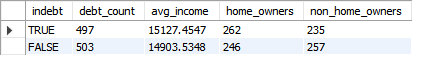 indebt debt_count avg_income home_owners non_home_owners
TRUE 497 15127.4547 262 235
FALSE 503 14903.5348 246 257